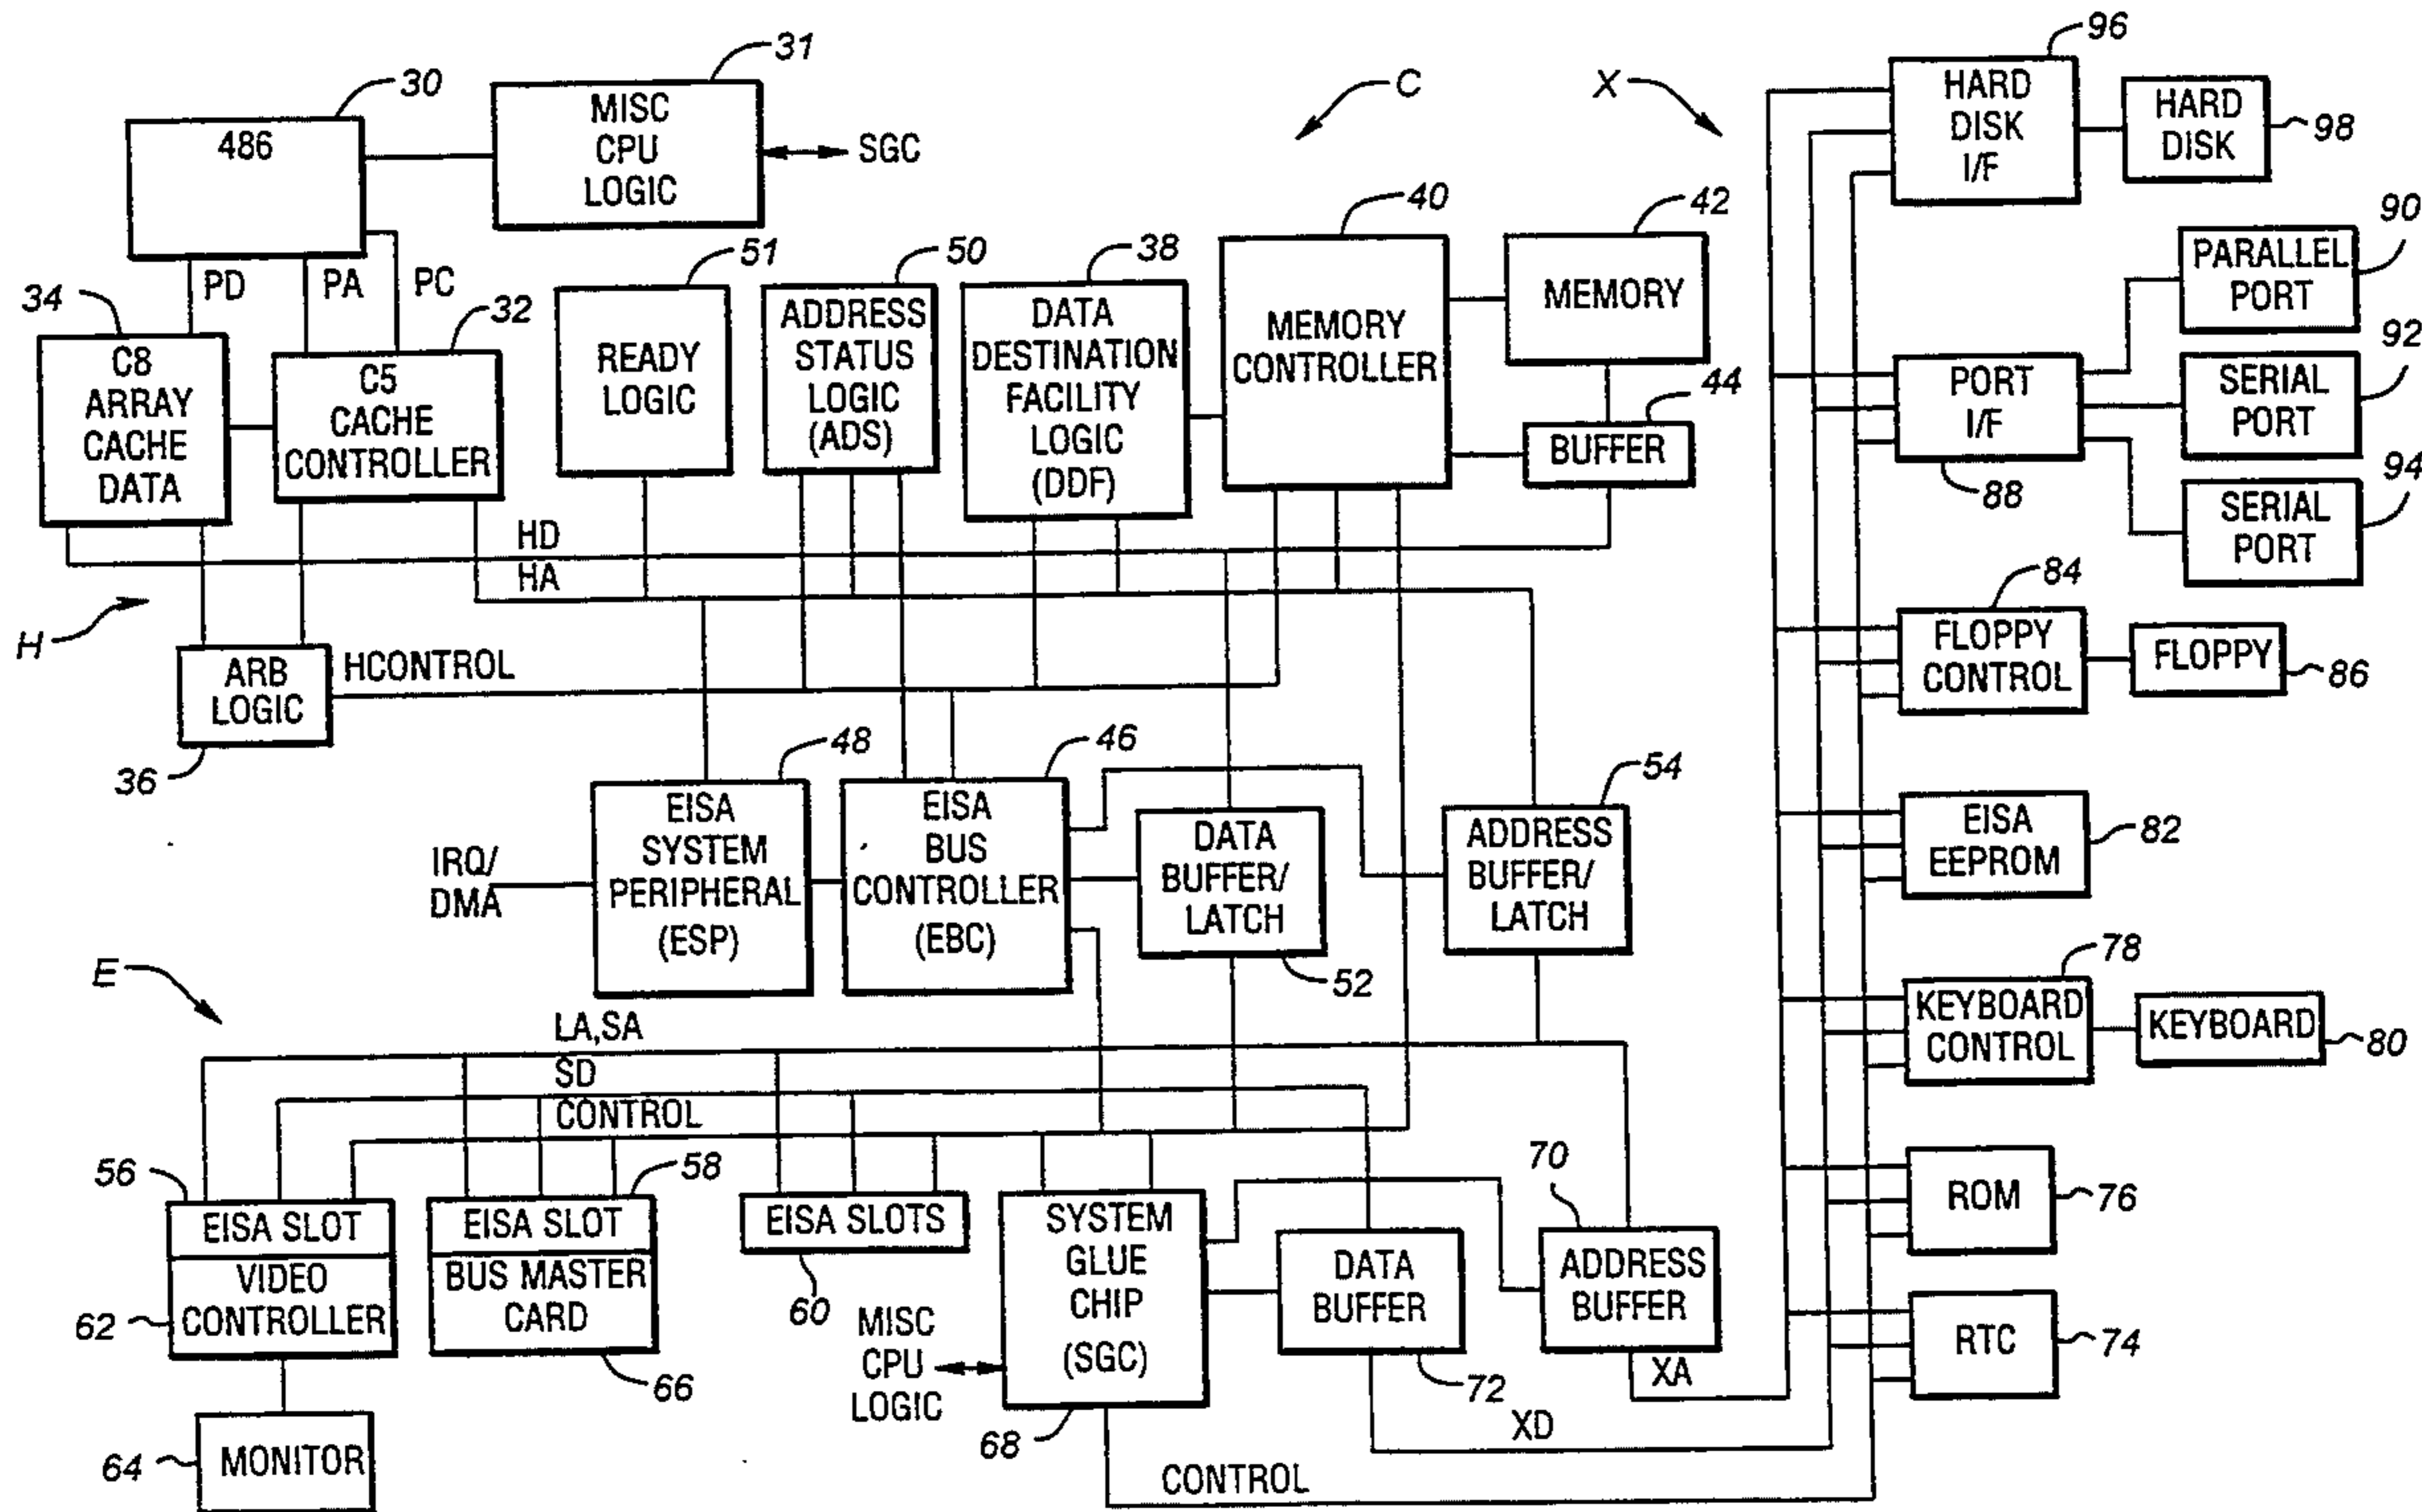 31
30
MISC
CPU
LOGIC
SGC
486
C
X
96
HARD
DISK
I/F
HARD
DISK
98
PD
PA
PC
34
C8
ARRAY
CACHE
DATA
32
C5
CACHE
CONTROLLER
51
READY
LOGIC
50
ADDRESS
STATUS
LOGIC
(ADS)
38
DATA
DESTINATION
FACILITY
LOGIC
(DDF)
40
MEMORY
CONTROLLER
42
MEMORY
44
BUFFER
90
PARALLEL
PORT
92
SERIAL
PORT
94
SERIAL
PORT
PORT
I/F
88
HD
HA
H
ARB
LOGIC
36
HCONTROL
84
FLOPPY
CONTROL
FLOPPY
86
48
EISA
SYSTEM
PERIPHERAL
(ESP)
IRQ/
DMA
46
EISA
BUS
CONTROLLER
(EBC)
DATA
BUFFER/
LATCH
52
54
ADDRESS
BUFFER/
LATCH
EISA
EEPROM
82
78
KEYBOARD
CONTROL
KEYBOARD
80
E
LA,SA
SD
CONTROL
56
EISA SLOT
VIDEO
CONTROLLER
62
64
MONITOR
58
EISA SLOT
BUS MASTER
CARD
66
EISA SLOTS
60
SYSTEM
GLUE
CHIP
(SGC)
68
MISC
CPU
LOGIC
DATA
BUFFER
72
70
ADDRESS
BUFFER
XA
XD
CONTROL
ROM
76
RTC
74